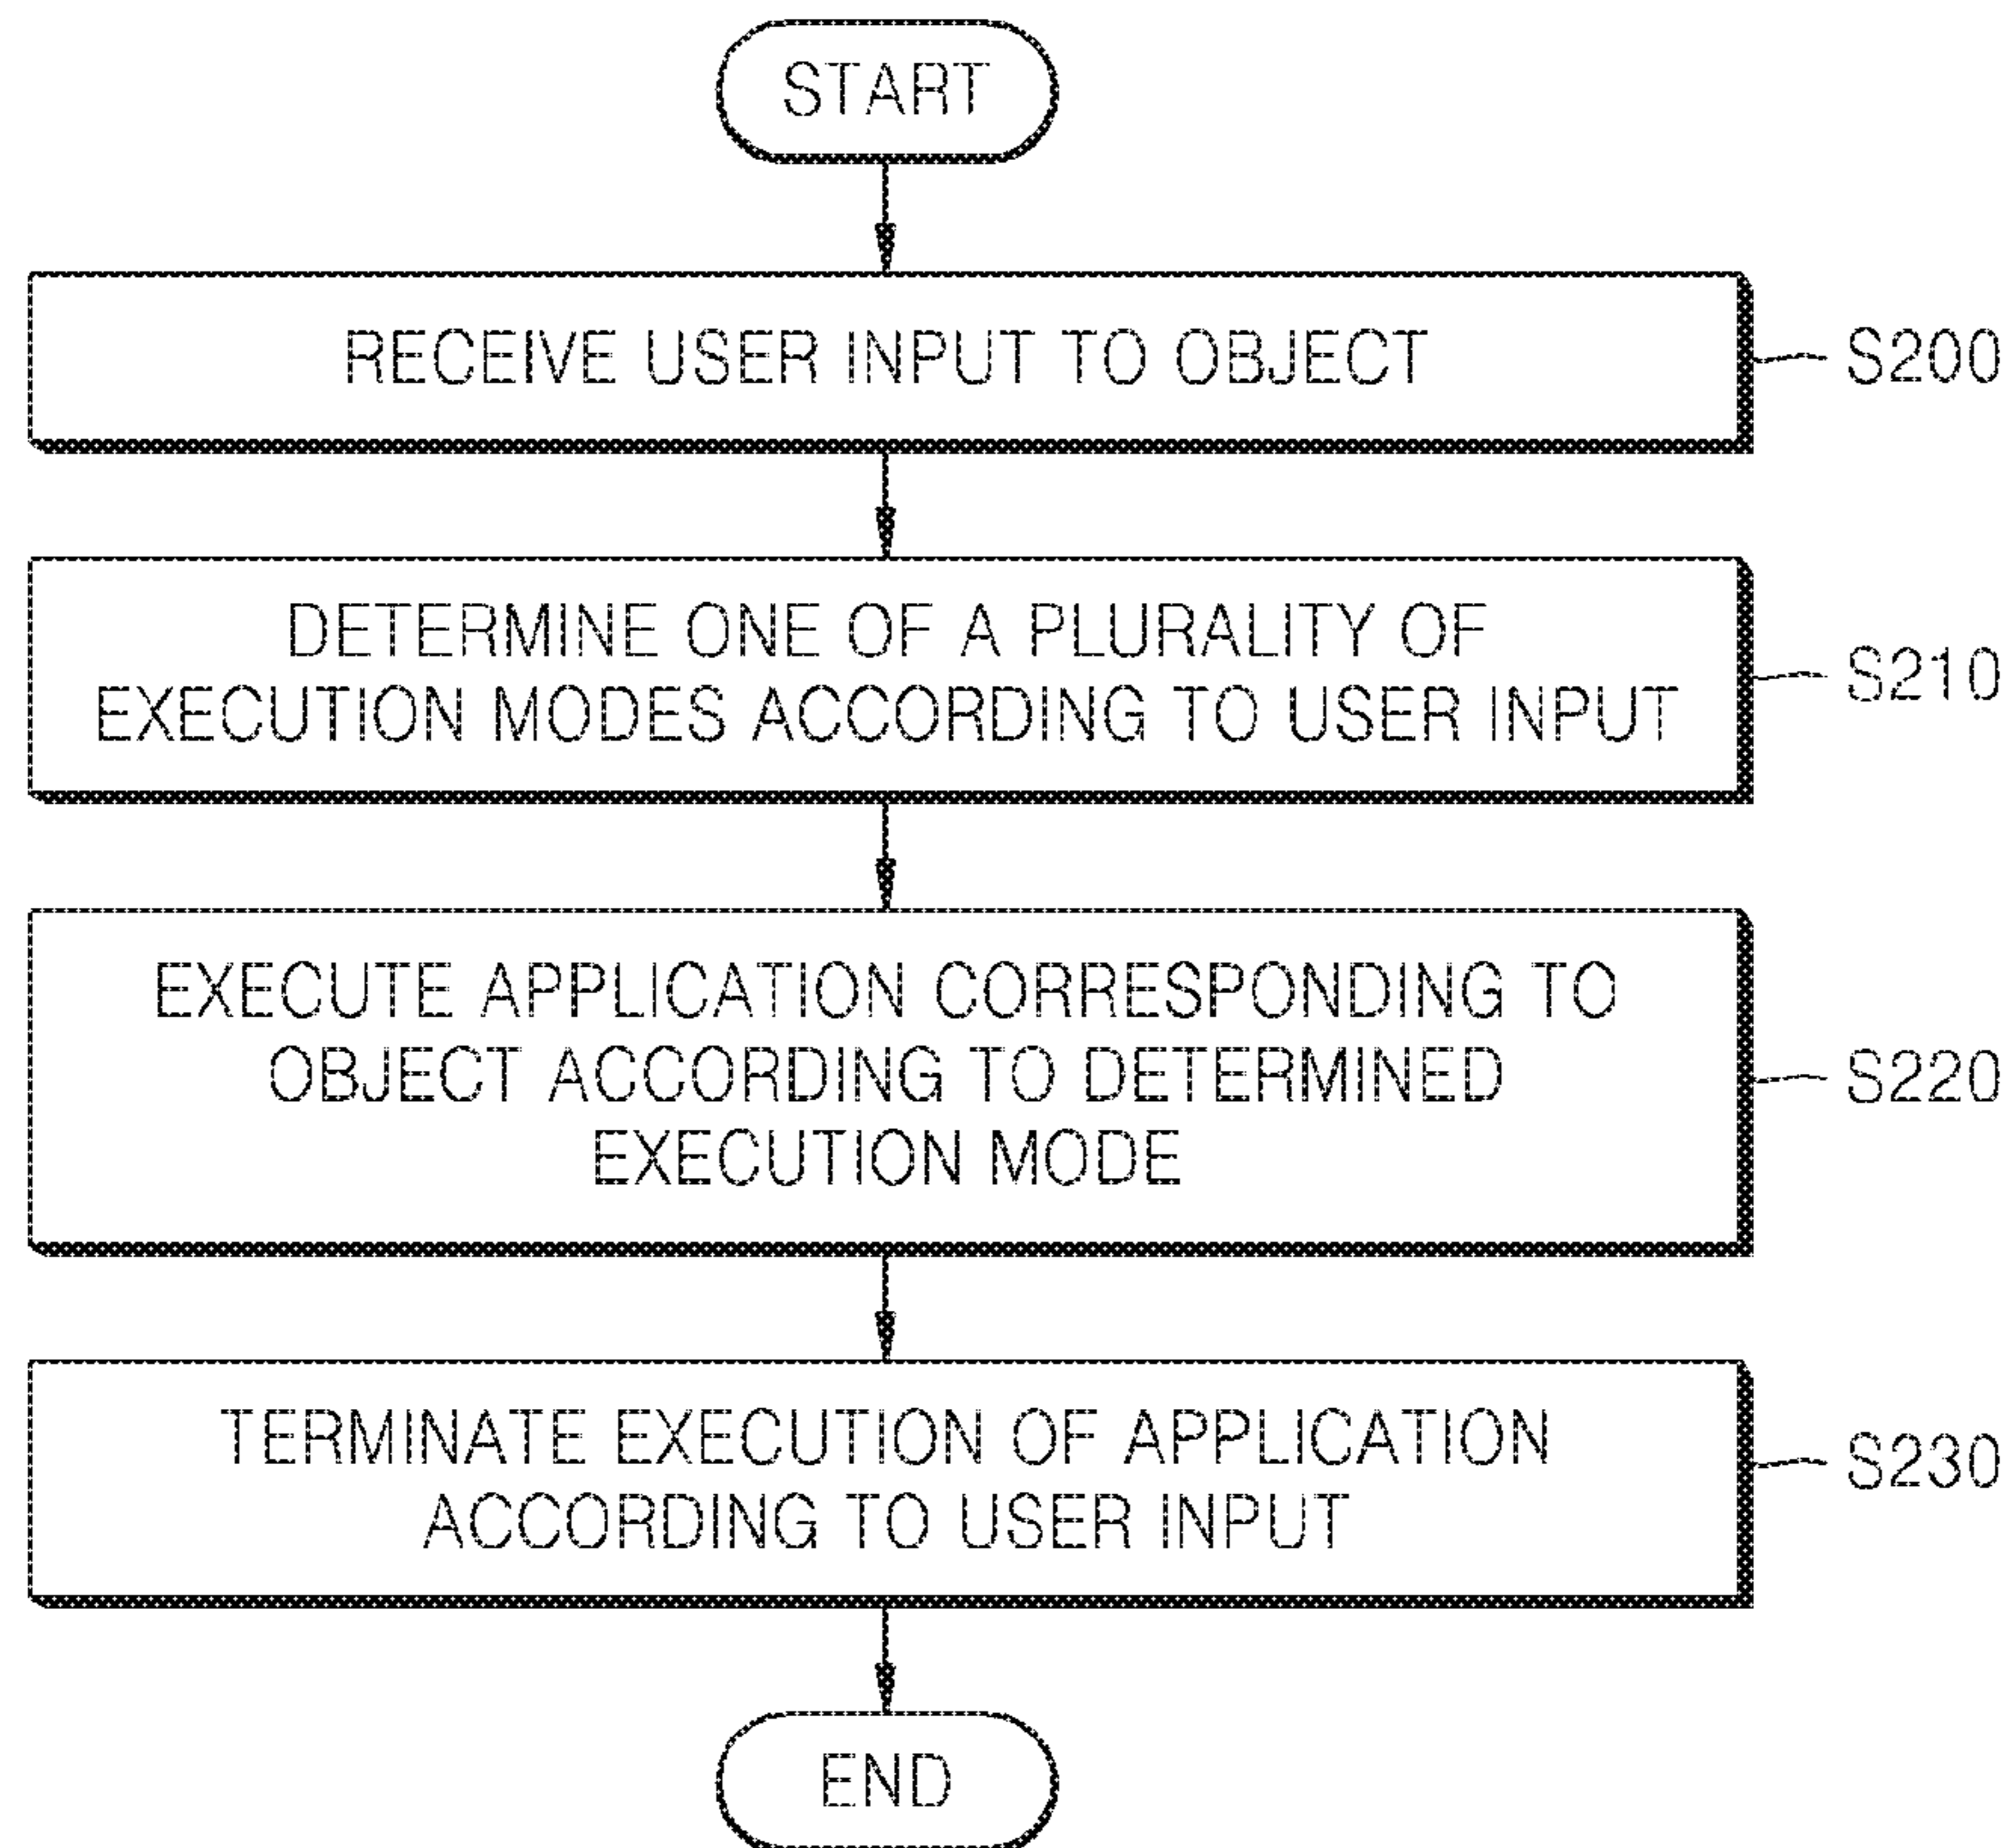 START
RECEIVE USER INPUT TO OBJECT
S200
DETERMINE ONE OF A PLURALITY OF
EXECUTION MODES ACCORDING TO USER INPUT
S210
EXECUTE APPLICATION CORRESPONDING TO
OBJECT ACCORDING TO DETERMINED
EXECUTION MODE
S220
TERMINATE EXECUTION OF APPLICATION
ACCORDING TO USER INPUT
S230
END